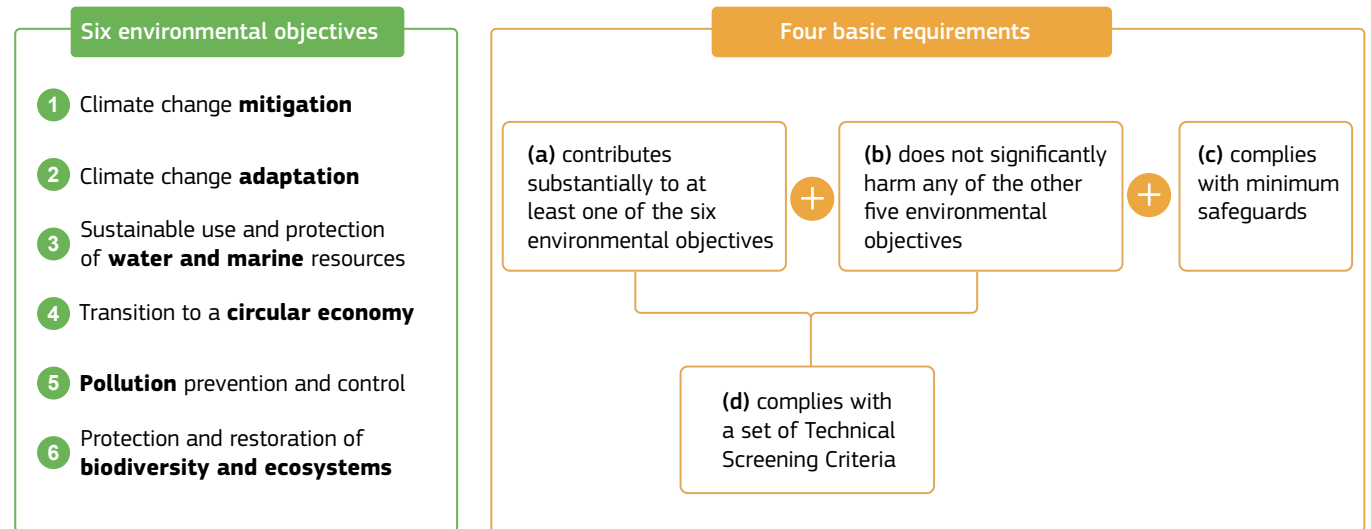 Six environmental objectives
1 Climate change mitigation
2 Climate change adaptation
3 Sustainable use and protection
of water and marine resources
4 Transition to a circular economy
5 Pollution prevention and control
6 Protection and restoration of
biodiversity and ecosystems
Four basic requirements
(a) contributes
substantially to at
least one of the six
environmental objectives
+
(b) does not significantly
harm any of the other
five environmental
objectives
+
(c) complies
with minimum
safeguards
(d) complies with
a set of Technical
Screening Criteria